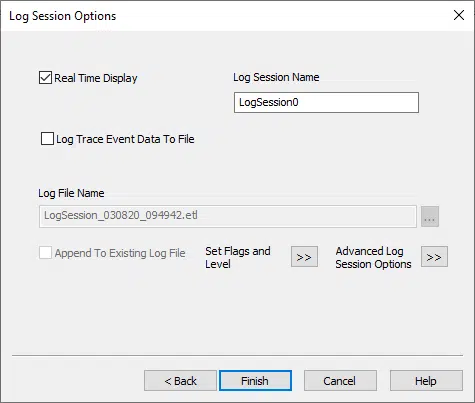 Log Session Options
Real Time Display
Log Session Name
LogSession0
Log Trace Event Data To File
Log File Name
LogSession_030820_094942.etl
...
Append To Existing Log File
Set Flags and
Level
>>
Advanced Log
Session Options
>>
< Back
Finish
Cancel
Help